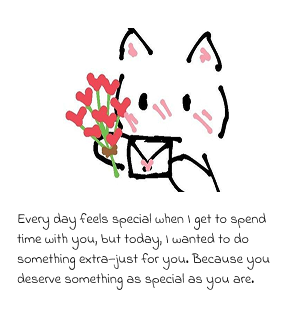 Every day feels special when I get to spend
time with you, but today, I wanted to do
something extra—just for you. Because you
deserve something as special as you are.